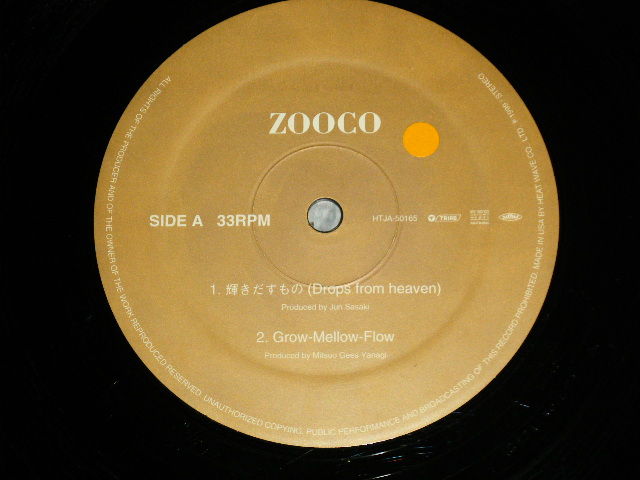 ZOOCO
SIDE A 33RPM
HTJA-50165
TRIBE
1. 輝きだすもの (Drops from heaven)
Produced by Jun Sasaki
2. Grow-Mellow-Flow
Produced by Mitsuo Gees Yanagi
ALL RIGHTS OF THE PRODUCER AND OF THE OWNER OF THE WORK REPRODUCED RESERVED. UNAUTHORIZED COPYING, PUBLIC PERFORMANCE AND BROADCASTING OF THIS RECORD PROHIBITED. MADE IN USA BY HEAT WAVE CO., LTD. ℗ 1999 · STEREO